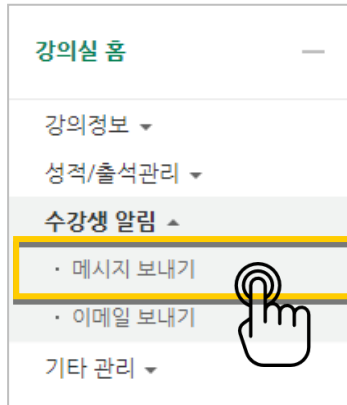 강의실 홈
강의정보
성적/출석관리
수강생 알림
· 메시지 보내기
· 이메일 보내기
기타 관리